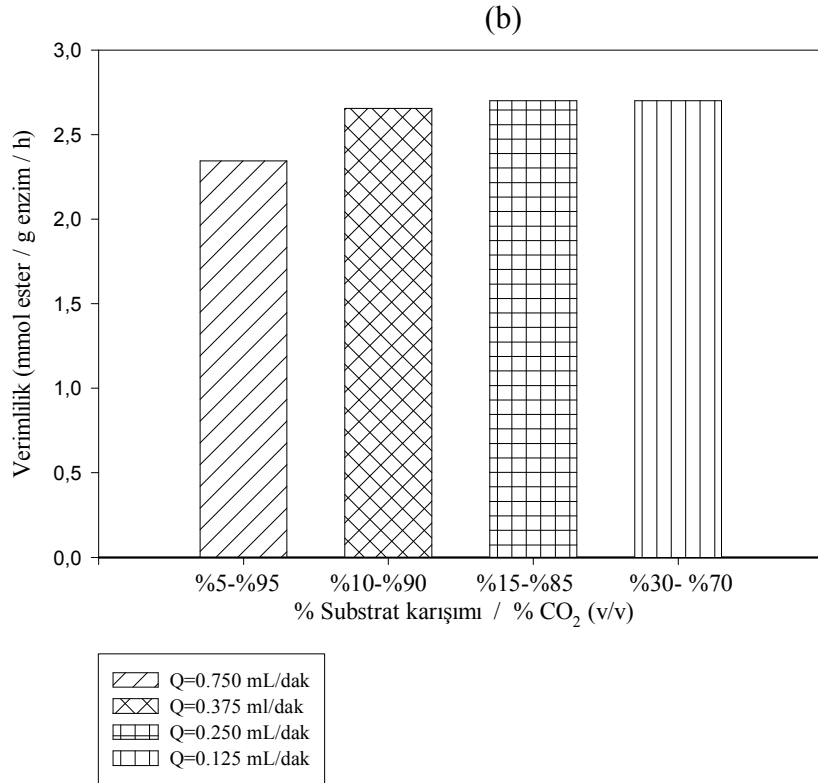 (b)
Verimlilik (mmol ester / g enzim / h)
3,0
2,5
2,0
1,5
1,0
0,5
0,0
%5-%95 %10-%90 %15-%85 %30- %70
% Substrat karışımı / % CO₂ (v/v)
Q=0.750 mL/dak
Q=0.375 ml/dak
Q=0.250 mL/dak
Q=0.125 mL/dak